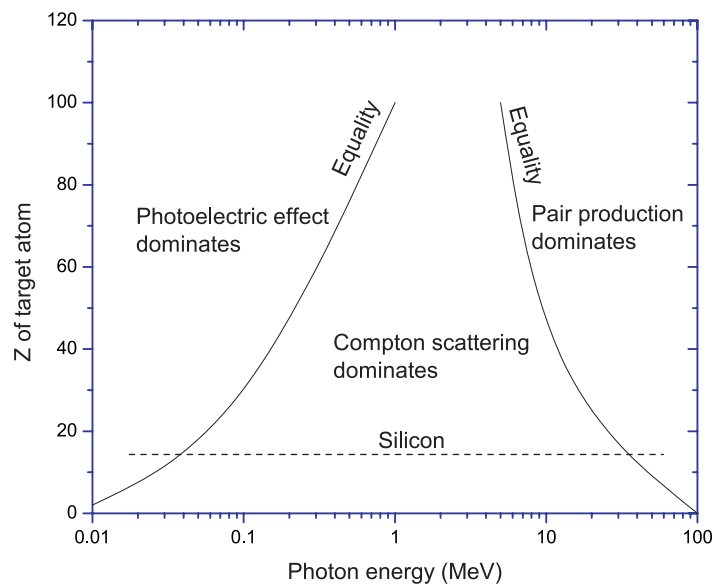 120
100
80
60
40
20
0
Z of target atom
Equality
Equality
Photoelectric effect
dominates
Pair production
dominates
Compton scattering
dominates
Silicon
0.01
0.1
1
10
100
Photon energy (MeV)